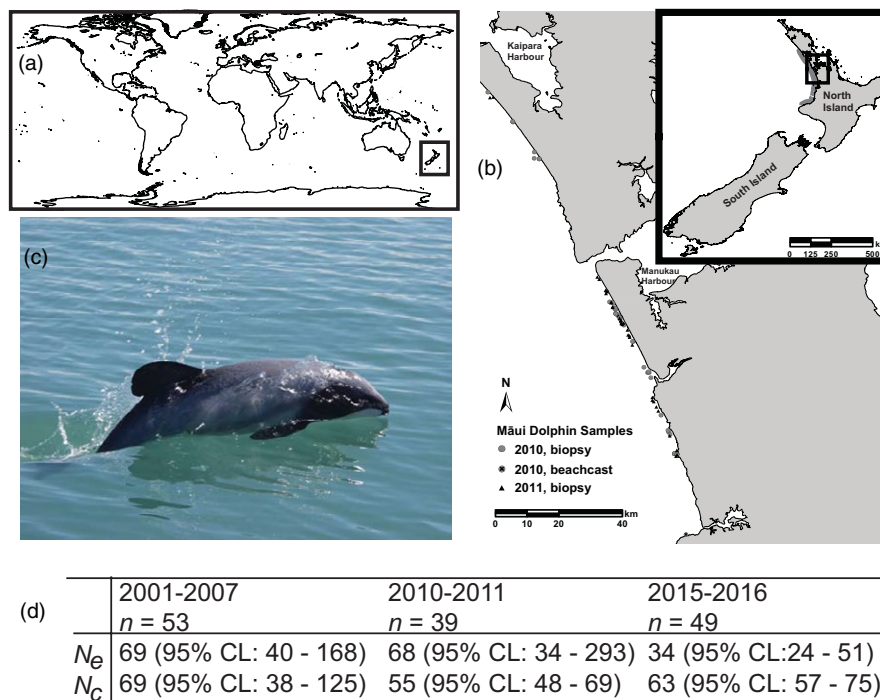 (a)
Kaipara
Harbour
North
Island
South Island
0 125 250 500
(b)
(c)
Manukau
Harbour
N
Māui Dolphin Samples
2010, biopsy
2010, beachcast
2011, biopsy
0 10 20 40 km
(d)
2001-2007 2010-2011 2015-2016
n = 53 n = 39 n = 49
Ne 69 (95% CL: 40 - 168) 68 (95% CL: 34 - 293) 34 (95% CL:24 - 51)
Nc 69 (95% CL: 38 - 125) 55 (95% CL: 48 - 69) 63 (95% CL: 57 - 75)